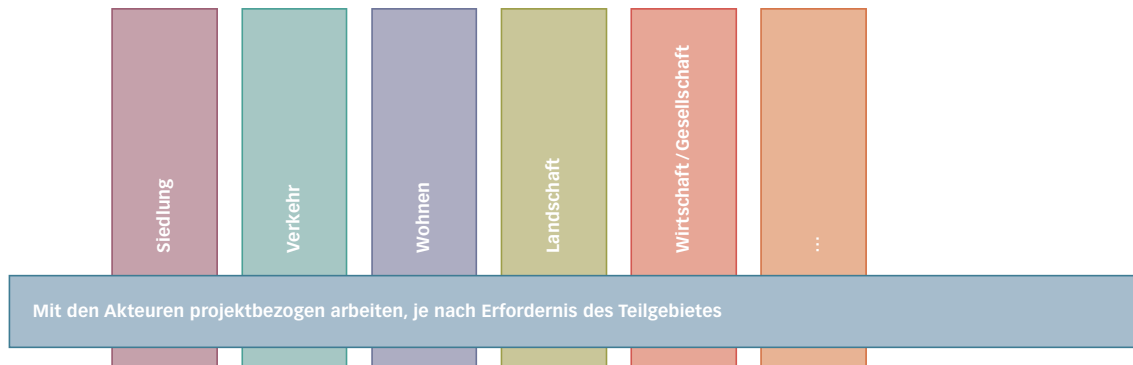 Siedlung
Verkehr
Wohnen
Landschaft
Wirtschaft / Gesellschaft
...
Mit den Akteuren projektbezogen arbeiten, je nach Erfordernis des Teilgebietes